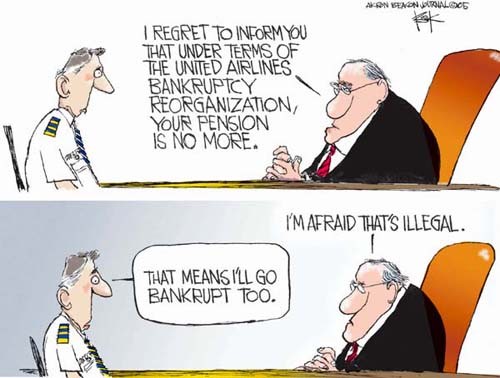 AKRON BEACON JOURNAL ©2005
I REGRET TO INFORM YOU
THAT UNDER TERMS OF
THE UNITED AIRLINES
BANKRUPTCY
REORGANIZATION,
YOUR PENSION
IS NO MORE.
I'M AFRAID THAT'S ILLEGAL.
THAT MEANS I'LL GO
BANKRUPT TOO.